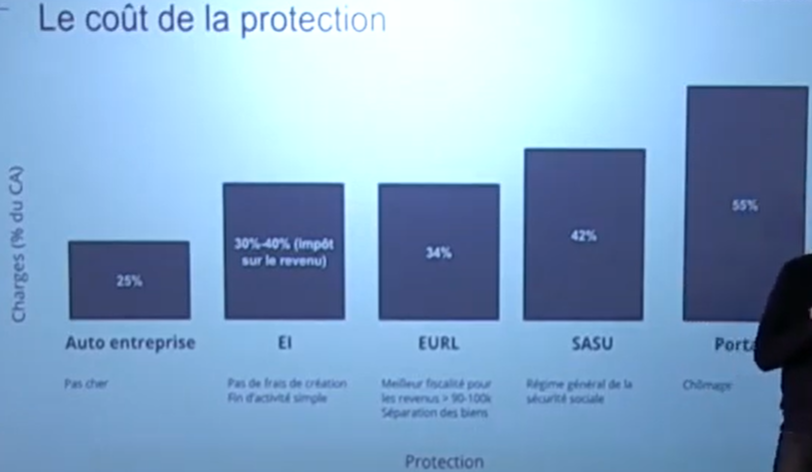 Le coût de la protection
Charges (% du CA)
25%
30%-40% (impôt
sur le revenu)
34%
42%
55%
Auto entreprise
EI
EURL
SASU
Pas cher
Pas de frais de création
Fin d'activité simple
Meilleur fiscalité pour
les revenus > 90-100k
Séparation des biens
Régime général de la
sécurité sociale
Chômage
Protection